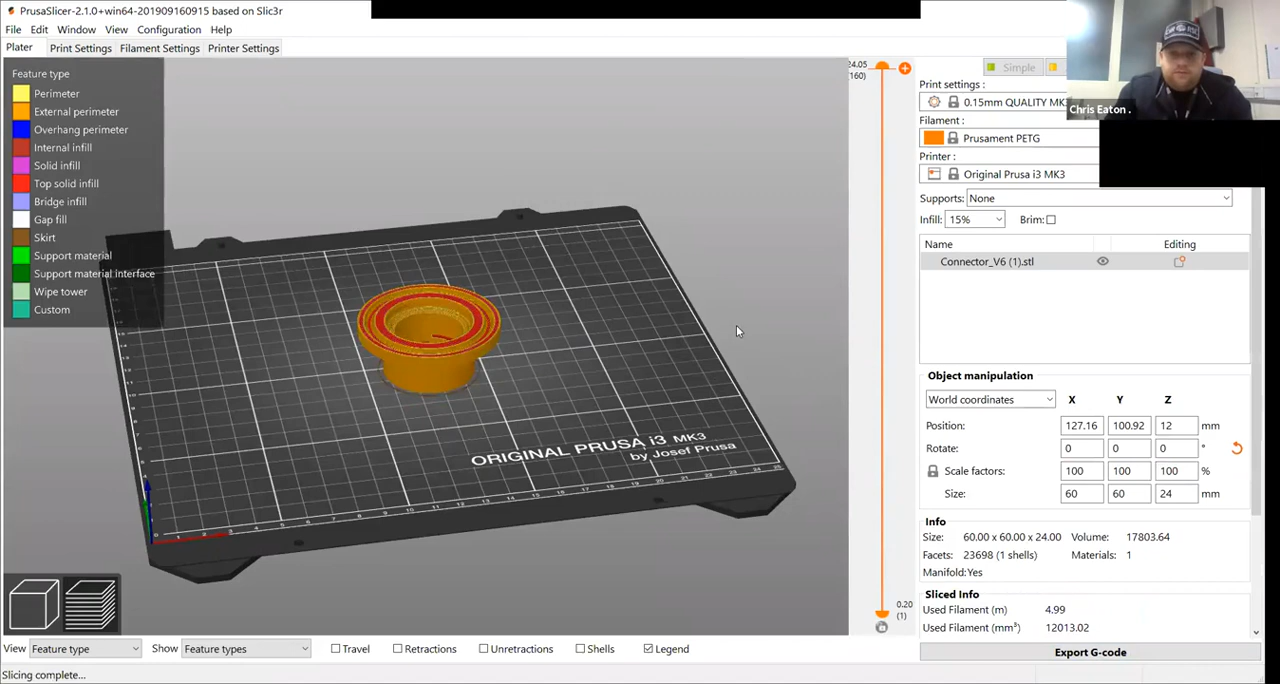 PrusaSlicer-2.1.0+win64-201909160915 based on Slic3r
File Edit Window View Configuration Help
Plater Print Settings Filament Settings Printer Settings
Feature type
Perimeter
External perimeter
Overhang perimeter
Internal infill
Solid infill
Top solid infill
Bridge infill
Gap fill
Skirt
Support material
Support material interface
Wipe tower
Custom
ORIGINAL PRUSA i3 MK3
by Josef Prusa
24.05
(160)
0.20
(1)
Simple
Chris Eaton .
Print settings :
0.15mm QUALITY MK3
Filament :
Prusament PETG
Printer :
Original Prusa i3 MK3
Supports: None
Infill: 15% Brim:
Name Editing
Connector_V6 (1).stl
Object manipulation
World coordinates X Y Z
Position: 127.16 100.92 12 mm
Rotate: 0 0 0 °
Scale factors: 100 100 100 %
Size: 60 60 24 mm
Info
Size: 60.00 x 60.00 x 24.00 Volume: 17803.64
Facets: 23698 (1 shells) Materials: 1
Manifold:Yes
Sliced Info
Used Filament (m) 4.99
Used Filament (mm³) 12013.02
Export G-code
View Feature type Show Feature types Travel Retractions Unretractions Shells Legend
Slicing complete...